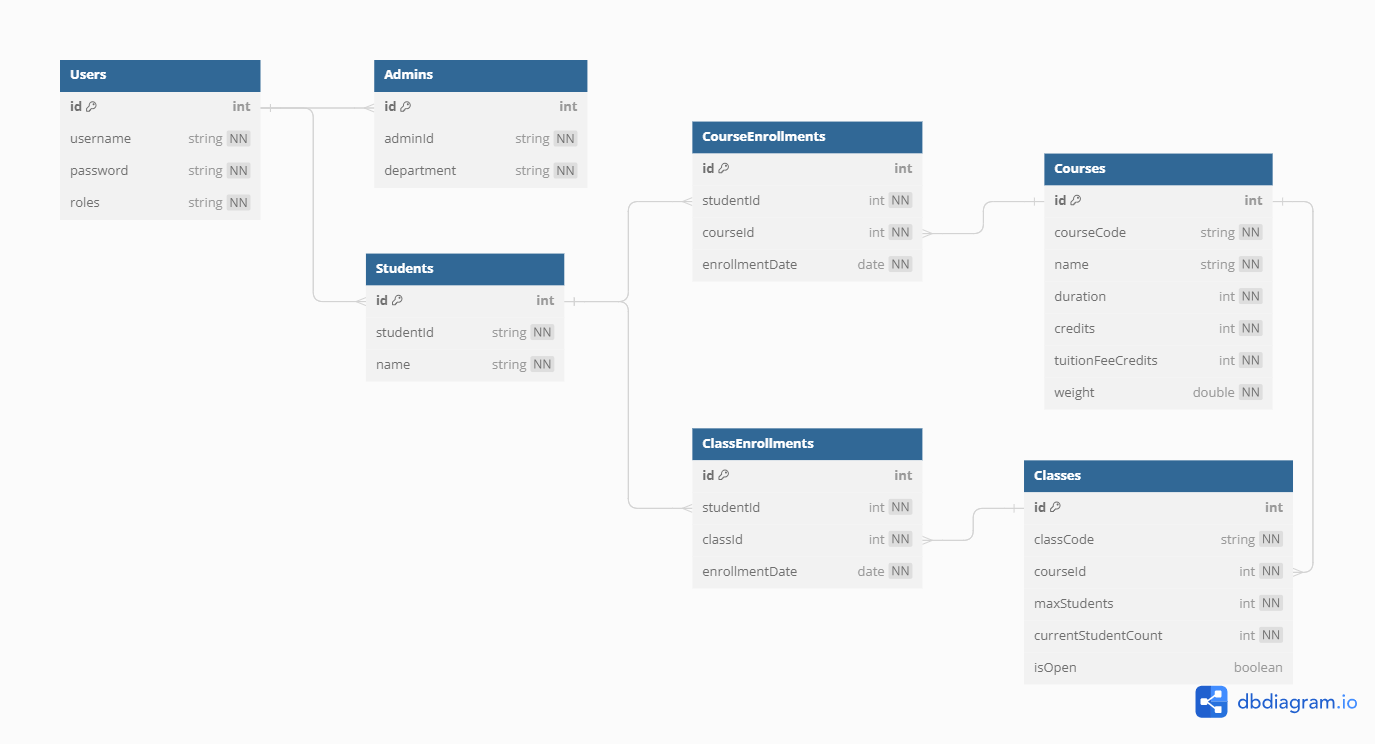 Users
id int
username string NN
password string NN
roles string NN
Admins
id int
adminId string NN
department string NN
Students
id int
studentId string NN
name string NN
CourseEnrollments
id int
studentId int NN
courseId int NN
enrollmentDate date NN
Courses
id int
courseCode string NN
name string NN
duration int NN
credits int NN
tuitionFeeCredits int NN
weight double NN
ClassEnrollments
id int
studentId int NN
classId int NN
enrollmentDate date NN
Classes
id int
classCode string NN
courseId int NN
maxStudents int NN
currentStudentCount int NN
isOpen boolean
dbdiagram.io